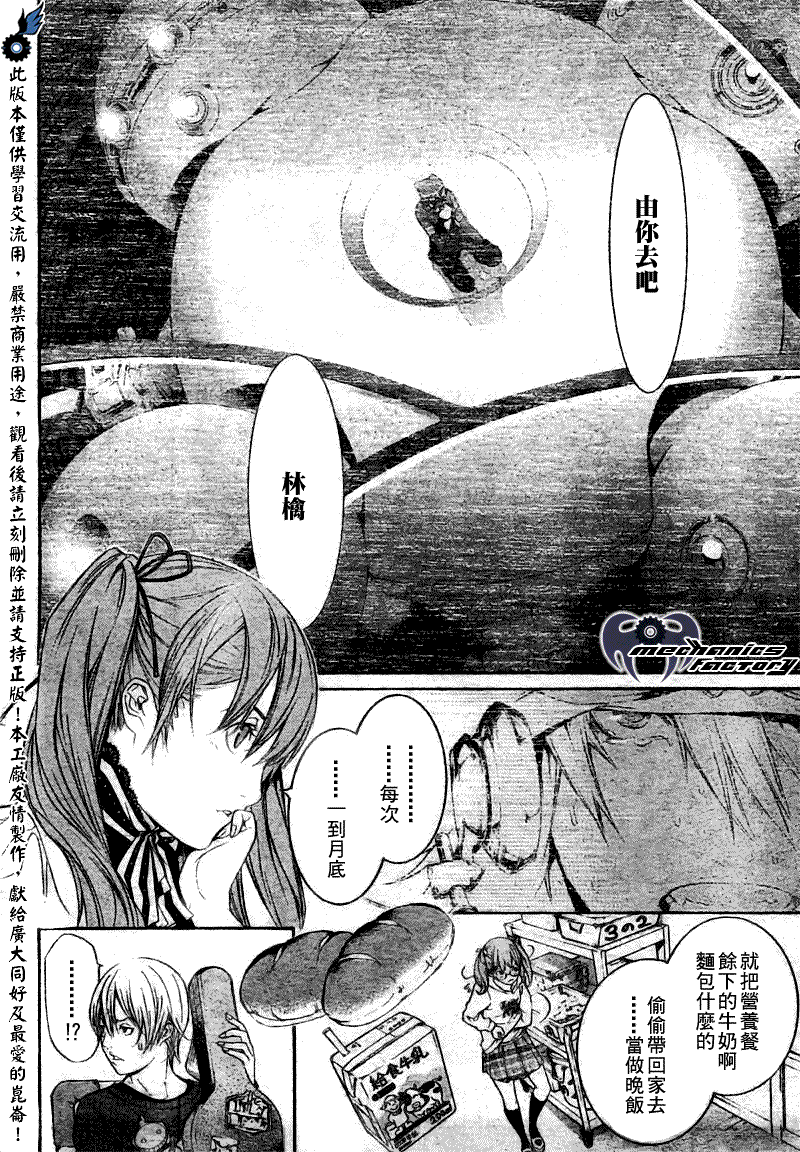 由你去吧
林檎
mechanics
factory
………
……每次
……一到月底
3の2
就把營養餐
餘下的牛奶啊
麵包什麼的
偷偷帶回家去
……當做晚飯
給食牛乳
………!?
此版本僅供學習交流用，嚴禁商業用途，觀看後請立刻刪除並請支持正版！本工廠友情製作，獻給廣大同好及最愛的崑崙！